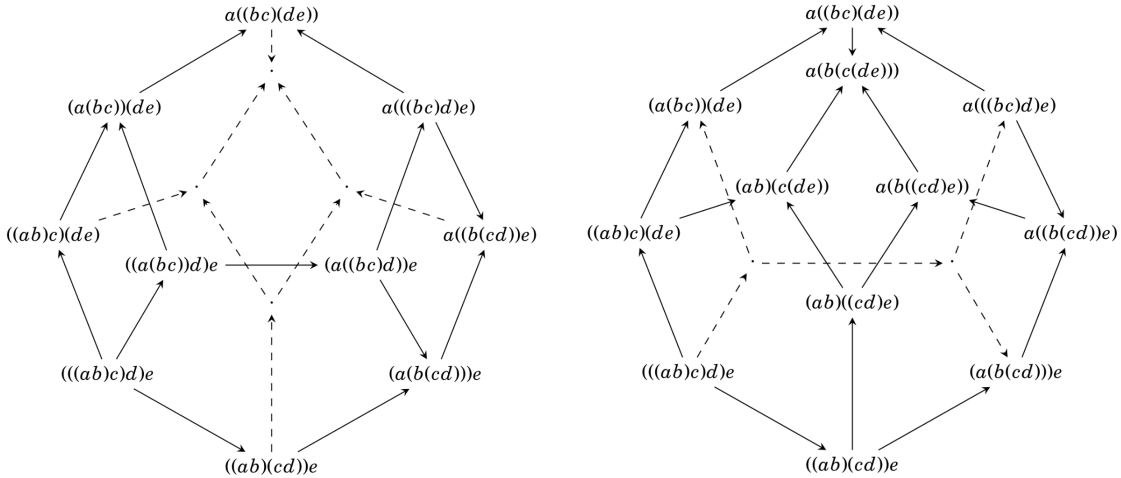 a((bc)(de))
(a(bc))(de)
a(((bc)d)e)
((ab)c)(de)
a((b(cd))e)
((a(bc))d)e
(a((bc)d))e
(((ab)c)d)e
(a(b(cd)))e
((ab)(cd))e
a((bc)(de))
a(b(c(de)))
(a(bc))(de)
a(((bc)d)e)
(ab)(c(de))
a(b((cd)e))
((ab)c)(de)
a((b(cd))e)
(ab)((cd)e)
(((ab)c)d)e
(a(b(cd)))e
((ab)(cd))e